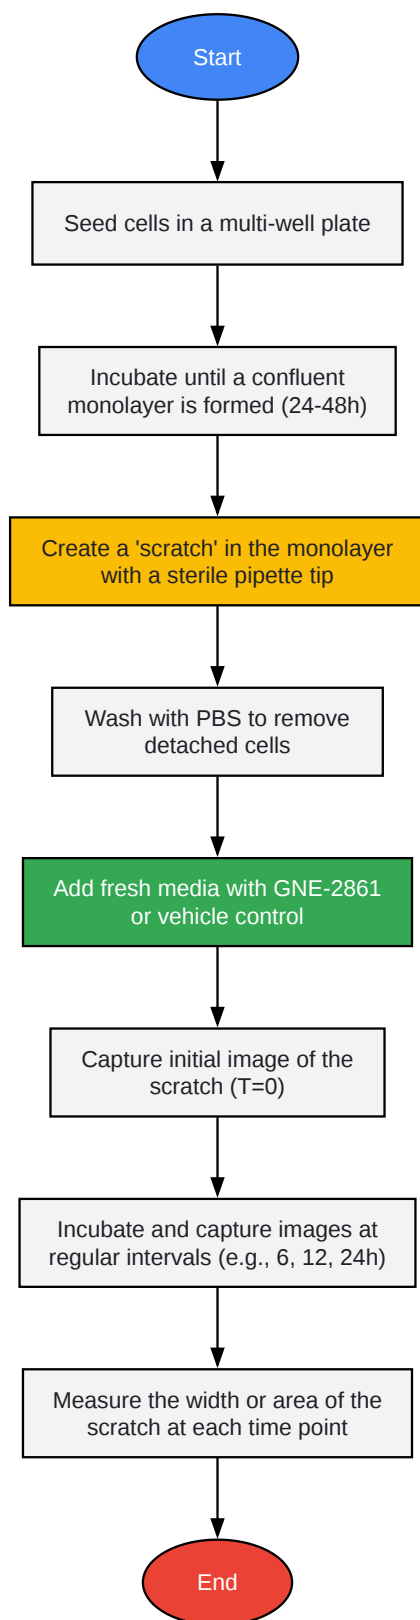 Start
Seed cells in a multi-well plate
Incubate until a confluent
monolayer is formed (24-48h)
Create a 'scratch' in the monolayer
with a sterile pipette tip
Wash with PBS to remove
detached cells
Add fresh media with GNE-2861
or vehicle control
Capture initial image of the
scratch (T=0)
Incubate and capture images at
regular intervals (e.g., 6, 12, 24h)
Measure the width or area of the
scratch at each time point
End